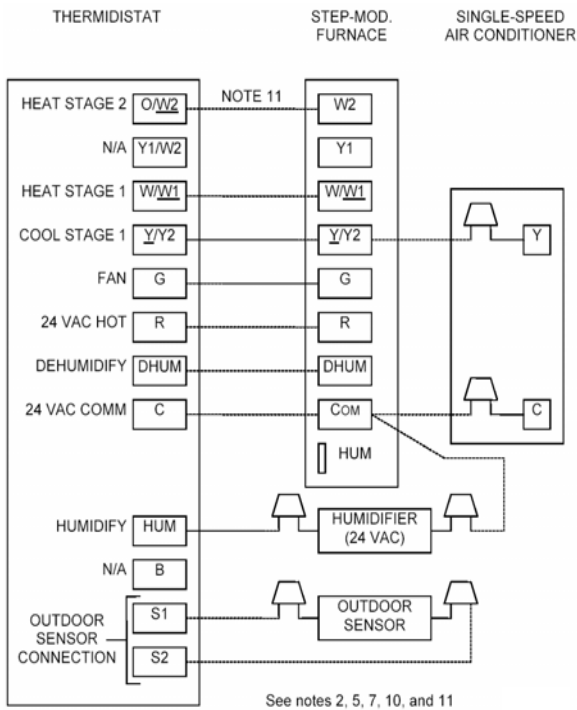 THERMIDISTAT
STEP-MOD.
FURNACE
SINGLE-SPEED
AIR CONDITIONER
HEAT STAGE 2 O/W2 NOTE 11 W2
N/A Y1/W2 Y1
HEAT STAGE 1 W/W1 W/W1
COOL STAGE 1 Y/Y2 Y/Y2 Y
FAN G G
24 VAC HOT R R
DEHUMIDIFY DHUM DHUM
24 VAC COMM C COM C
HUM
HUMIDIFY HUM HUMIDIFIER
(24 VAC)
N/A B
OUTDOOR
SENSOR
CONNECTION
S1
OUTDOOR
SENSOR
S2
See notes 2, 5, 7, 10, and 11